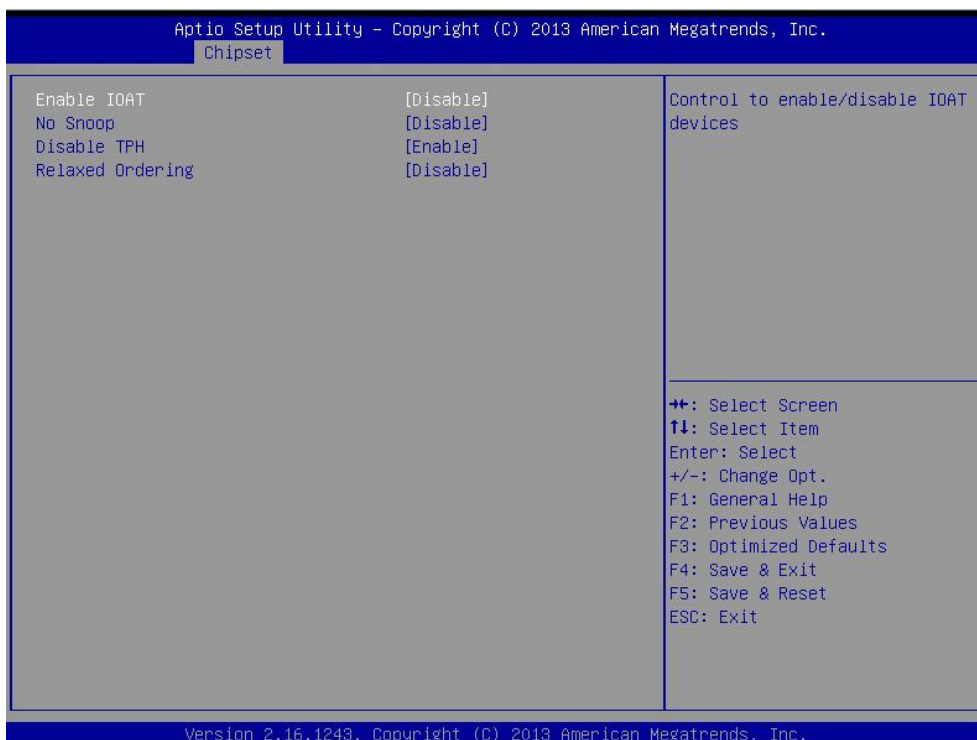 Aptio Setup Utility – Copyright (C) 2013 American Megatrends, Inc.
Chipset
Enable IOAT [Disable]
No Snoop [Disable]
Disable TPH [Enable]
Relaxed Ordering [Disable]
Control to enable/disable IOAT
devices
→←: Select Screen
↑↓: Select Item
Enter: Select
+/-: Change Opt.
F1: General Help
F2: Previous Values
F3: Optimized Defaults
F4: Save & Exit
F5: Save & Reset
ESC: Exit
Version 2.16.1243. Copyright (C) 2013 American Megatrends, Inc.